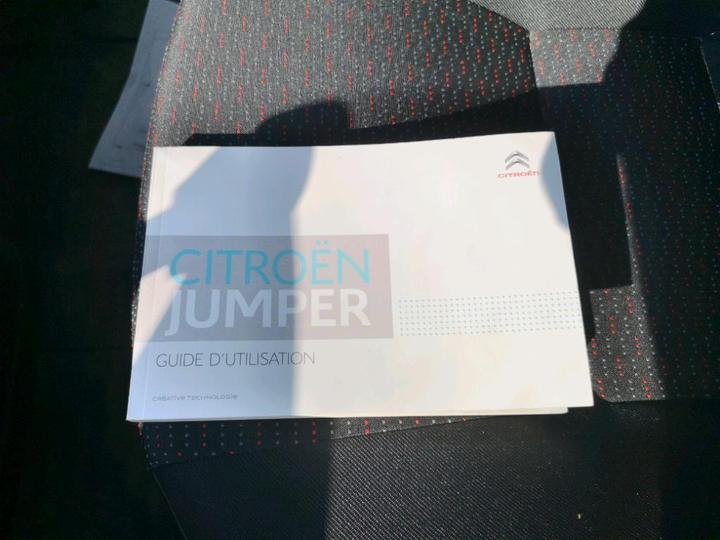 CITROËN
CITROËN
JUMPER
GUIDE D'UTILISATION
CREATIVE TECHNOLOGIE